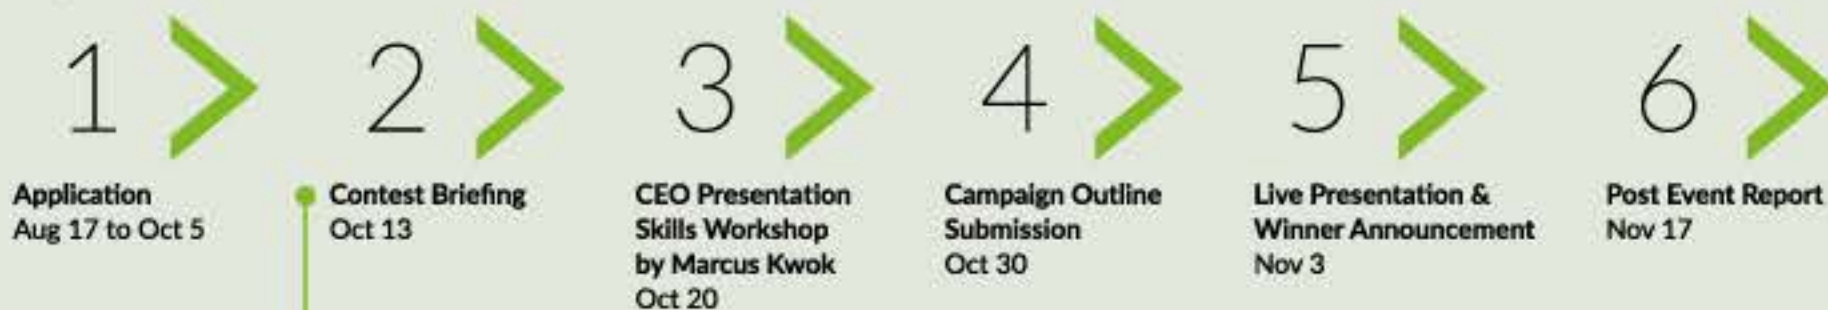 1
2
3
4
5
6
Application
Aug 17 to Oct 5
Contest Briefing
Oct 13
CEO Presentation
Skills Workshop
by Marcus Kwok
Oct 20
Campaign Outline
Submission
Oct 30
Live Presentation &
Winner Announcement
Nov 3
Post Event Report
Nov 17